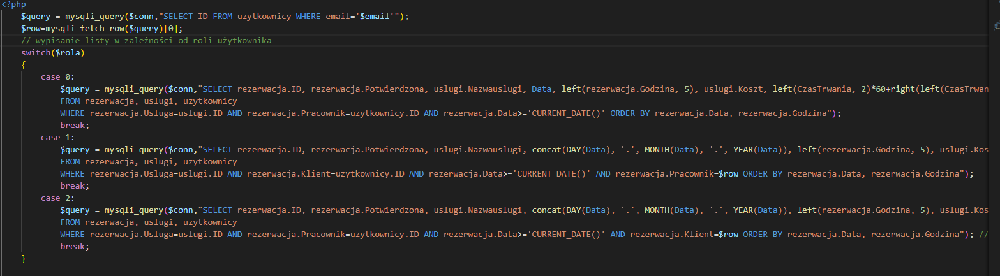 <?php
$query = mysqli_query($conn,"SELECT ID FROM uzytkownicy WHERE email='$email'");
$row=mysqli_fetch_row($query)[0];
// wypisanie listy w zależności od roli użytkownika
switch($rola)
{
case 0:
$query = mysqli_query($conn,"SELECT rezerwacja.ID, rezerwacja.Potwierdzona, uslugi.Nazwauslugi, Data, left(rezerwacja.Godzina, 5), uslugi.Koszt, left(CzasTrwania, 2)*60+right(left(CzasTrwan
FROM rezerwacja, uslugi, uzytkownicy
WHERE rezerwacja.Usluga=uslugi.ID AND rezerwacja.Pracownik=uzytkownicy.ID AND rezerwacja.Data>='CURRENT_DATE()' ORDER BY rezerwacja.Data, rezerwacja.Godzina");
break;
case 1:
$query = mysqli_query($conn,"SELECT rezerwacja.ID, rezerwacja.Potwierdzona, uslugi.Nazwauslugi, concat(DAY(Data), '.', MONTH(Data), '.', YEAR(Data)), left(rezerwacja.Godzina, 5), uslugi.Kos
FROM rezerwacja, uslugi, uzytkownicy
WHERE rezerwacja.Usluga=uslugi.ID AND rezerwacja.Klient=uzytkownicy.ID AND rezerwacja.Data>='CURRENT_DATE()' AND rezerwacja.Pracownik=$row ORDER BY rezerwacja.Data, rezerwacja.Godzina");
break;
case 2:
$query = mysqli_query($conn,"SELECT rezerwacja.ID, rezerwacja.Potwierdzona, uslugi.Nazwauslugi, concat(DAY(Data), '.', MONTH(Data), '.', YEAR(Data)), left(rezerwacja.Godzina, 5), uslugi.Kos
FROM rezerwacja, uslugi, uzytkownicy
WHERE rezerwacja.Usluga=uslugi.ID AND rezerwacja.Pracownik=uzytkownicy.ID AND rezerwacja.Data>='CURRENT_DATE()' AND rezerwacja.Klient=$row ORDER BY rezerwacja.Data, rezerwacja.Godzina"); //
break;
}